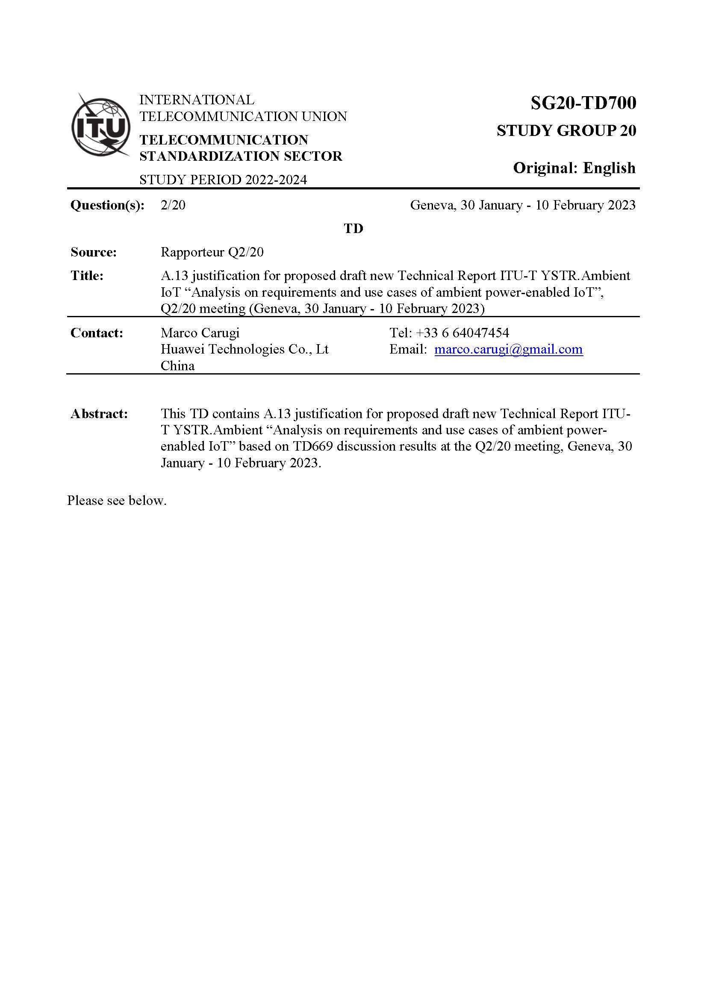 ITU
INTERNATIONAL
TELECOMMUNICATION UNION
TELECOMMUNICATION
STANDARDIZATION SECTOR
STUDY PERIOD 2022-2024
SG20-TD700
STUDY GROUP 20
Original: English
Question(s): 2/20 Geneva, 30 January - 10 February 2023
TD
Source: Rapporteur Q2/20
Title: A.13 justification for proposed draft new Technical Report ITU-T YSTR.Ambient
IoT “Analysis on requirements and use cases of ambient power-enabled IoT”,
Q2/20 meeting (Geneva, 30 January - 10 February 2023)
Contact: Marco Carugi Tel: +33 6 64047454
Huawei Technologies Co., Lt Email: marco.carugi@gmail.com
China
Abstract: This TD contains A.13 justification for proposed draft new Technical Report ITU-
T YSTR.Ambient “Analysis on requirements and use cases of ambient power-
enabled IoT” based on TD669 discussion results at the Q2/20 meeting, Geneva, 30
January - 10 February 2023.
Please see below.